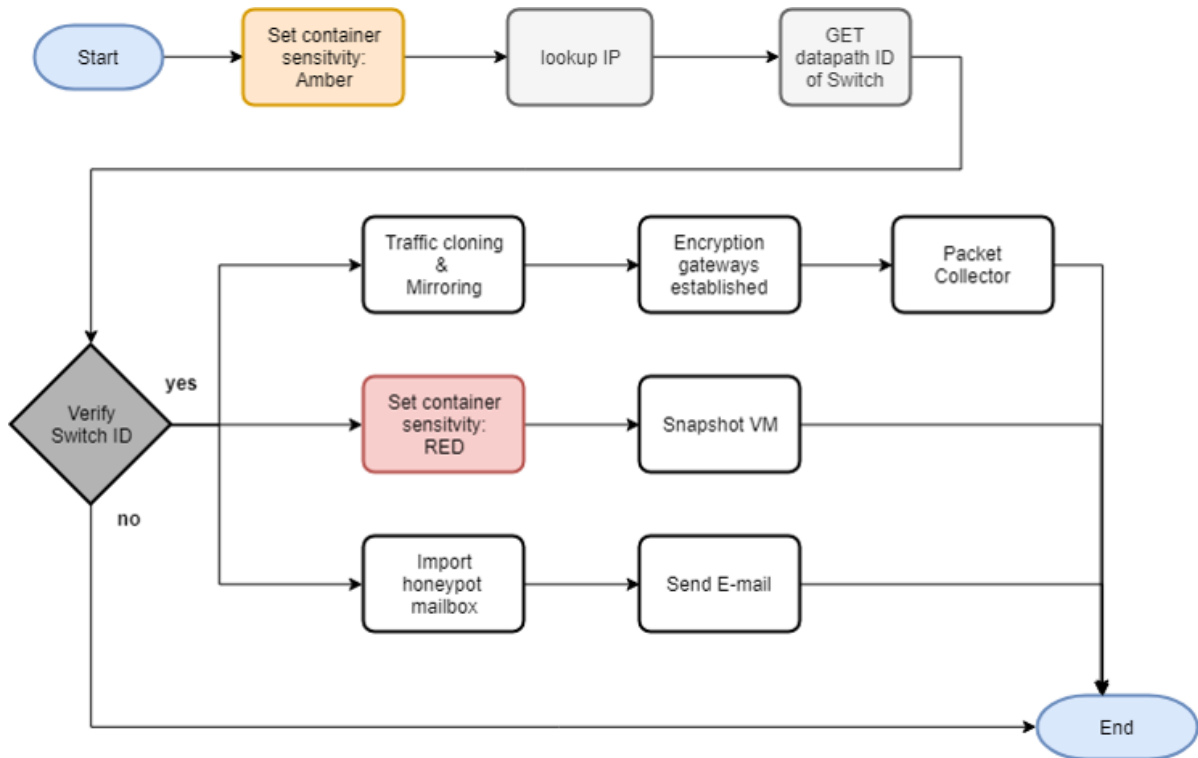 Start
Set container
sensitvity:
Amber
lookup IP
GET
datapath ID
of Switch
Traffic cloning
&
Mirroring
Encryption
gateways
established
Packet
Collector
yes
Verify
Switch ID
Set container
sensitvity:
RED
Snapshot VM
no
Import
honeypot
mailbox
Send E-mail
End